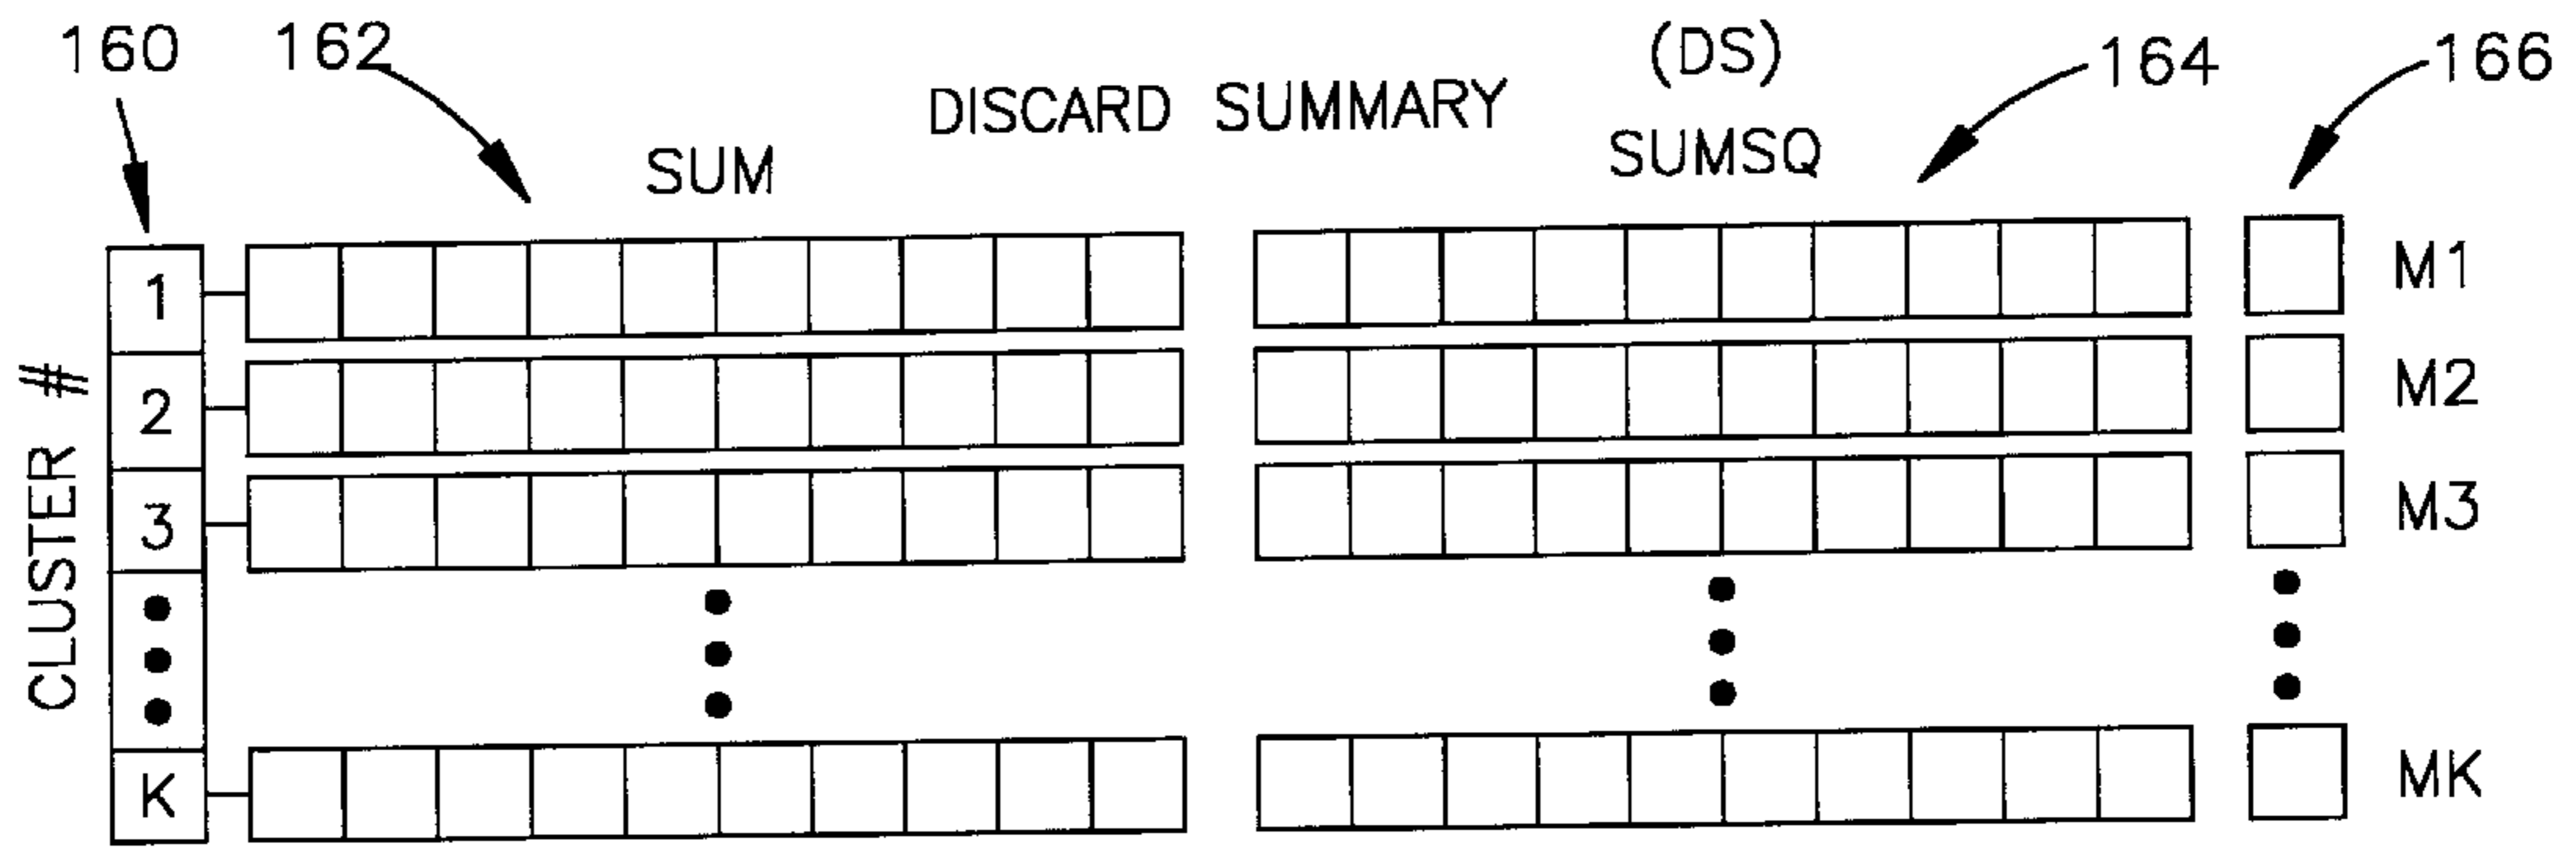 160 162 (DS) 164 166
DISCARD SUMMARY
SUM SUMSQ
CLUSTER #
1 M1
2 M2
3 M3
K MK